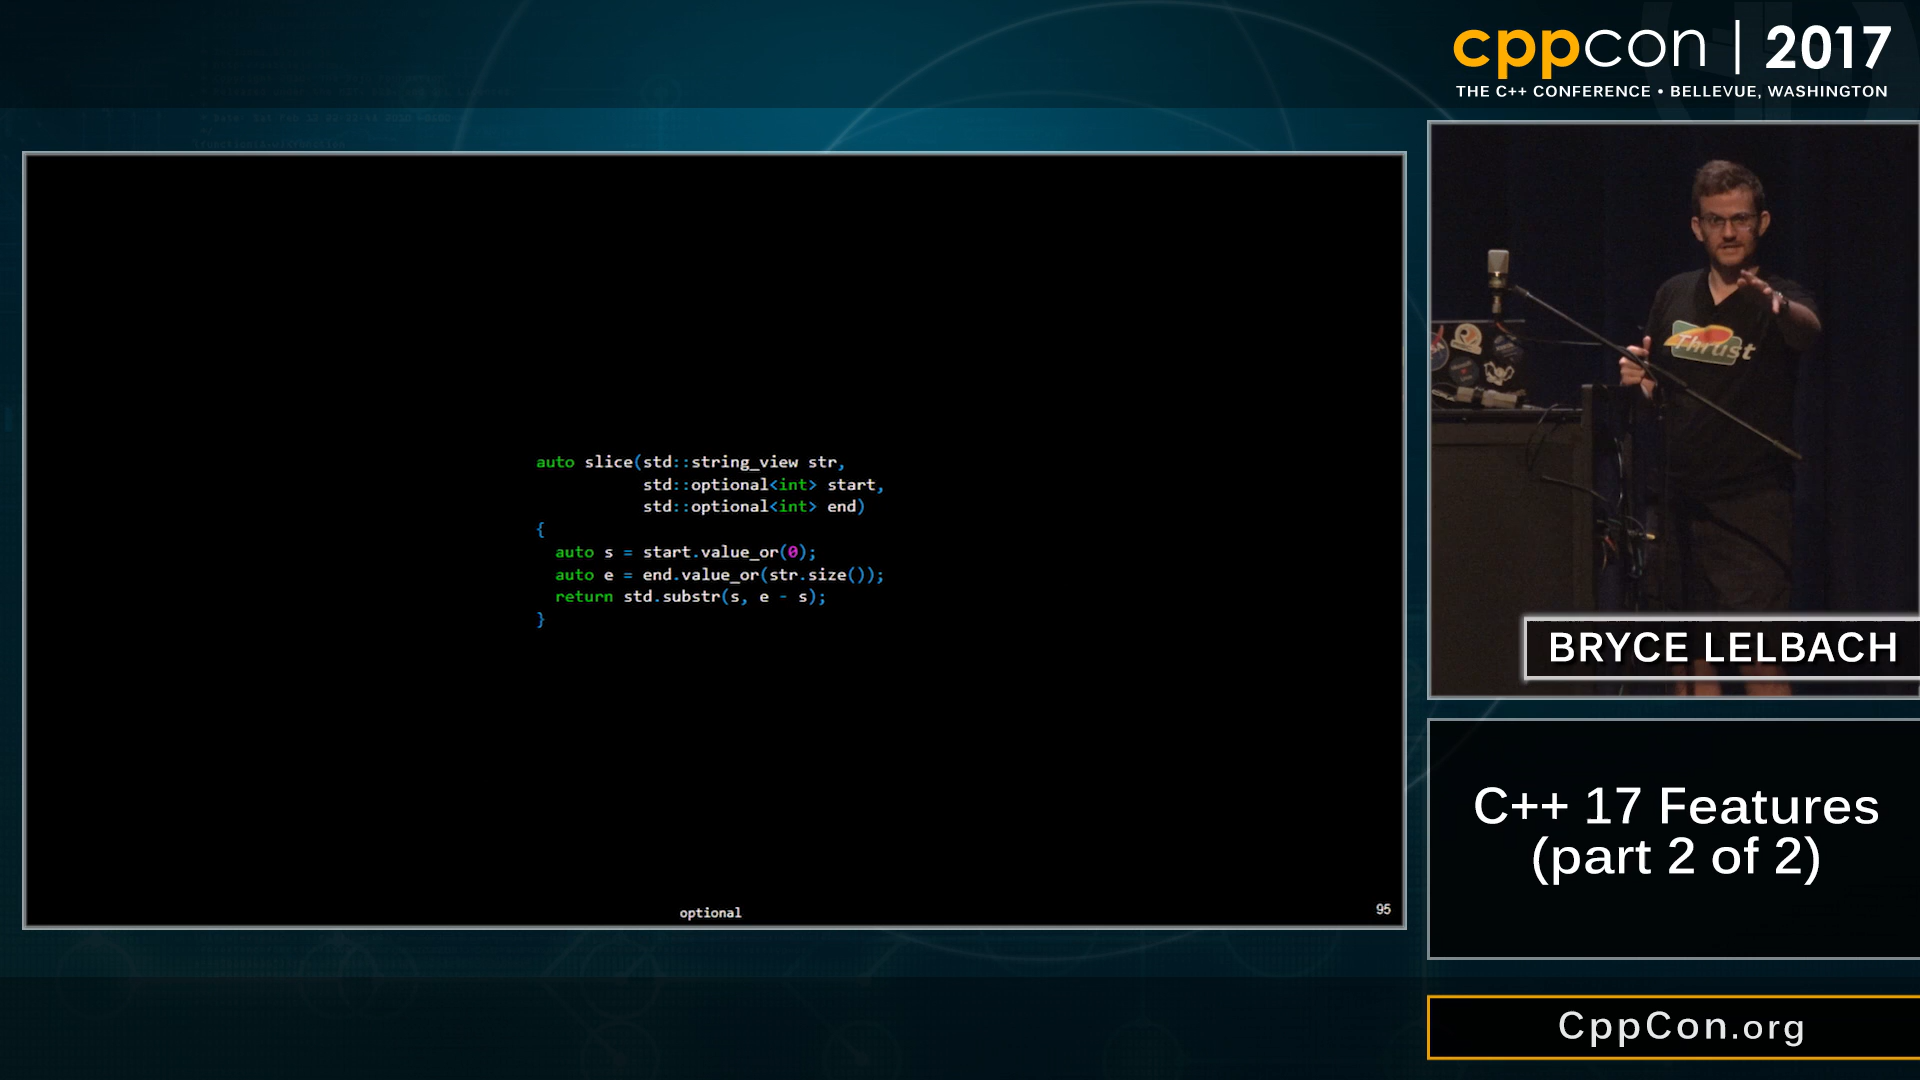 cppcon | 2017
THE C++ CONFERENCE • BELLEVUE, WASHINGTON
auto slice(std::string_view str,
std::optional<int> start,
std::optional<int> end)
{
auto s = start.value_or(0);
auto e = end.value_or(str.size());
return std.substr(s, e - s);
}
optional
95
Thrust
BRYCE LELBACH
C++ 17 Features
(part 2 of 2)
CppCon.org